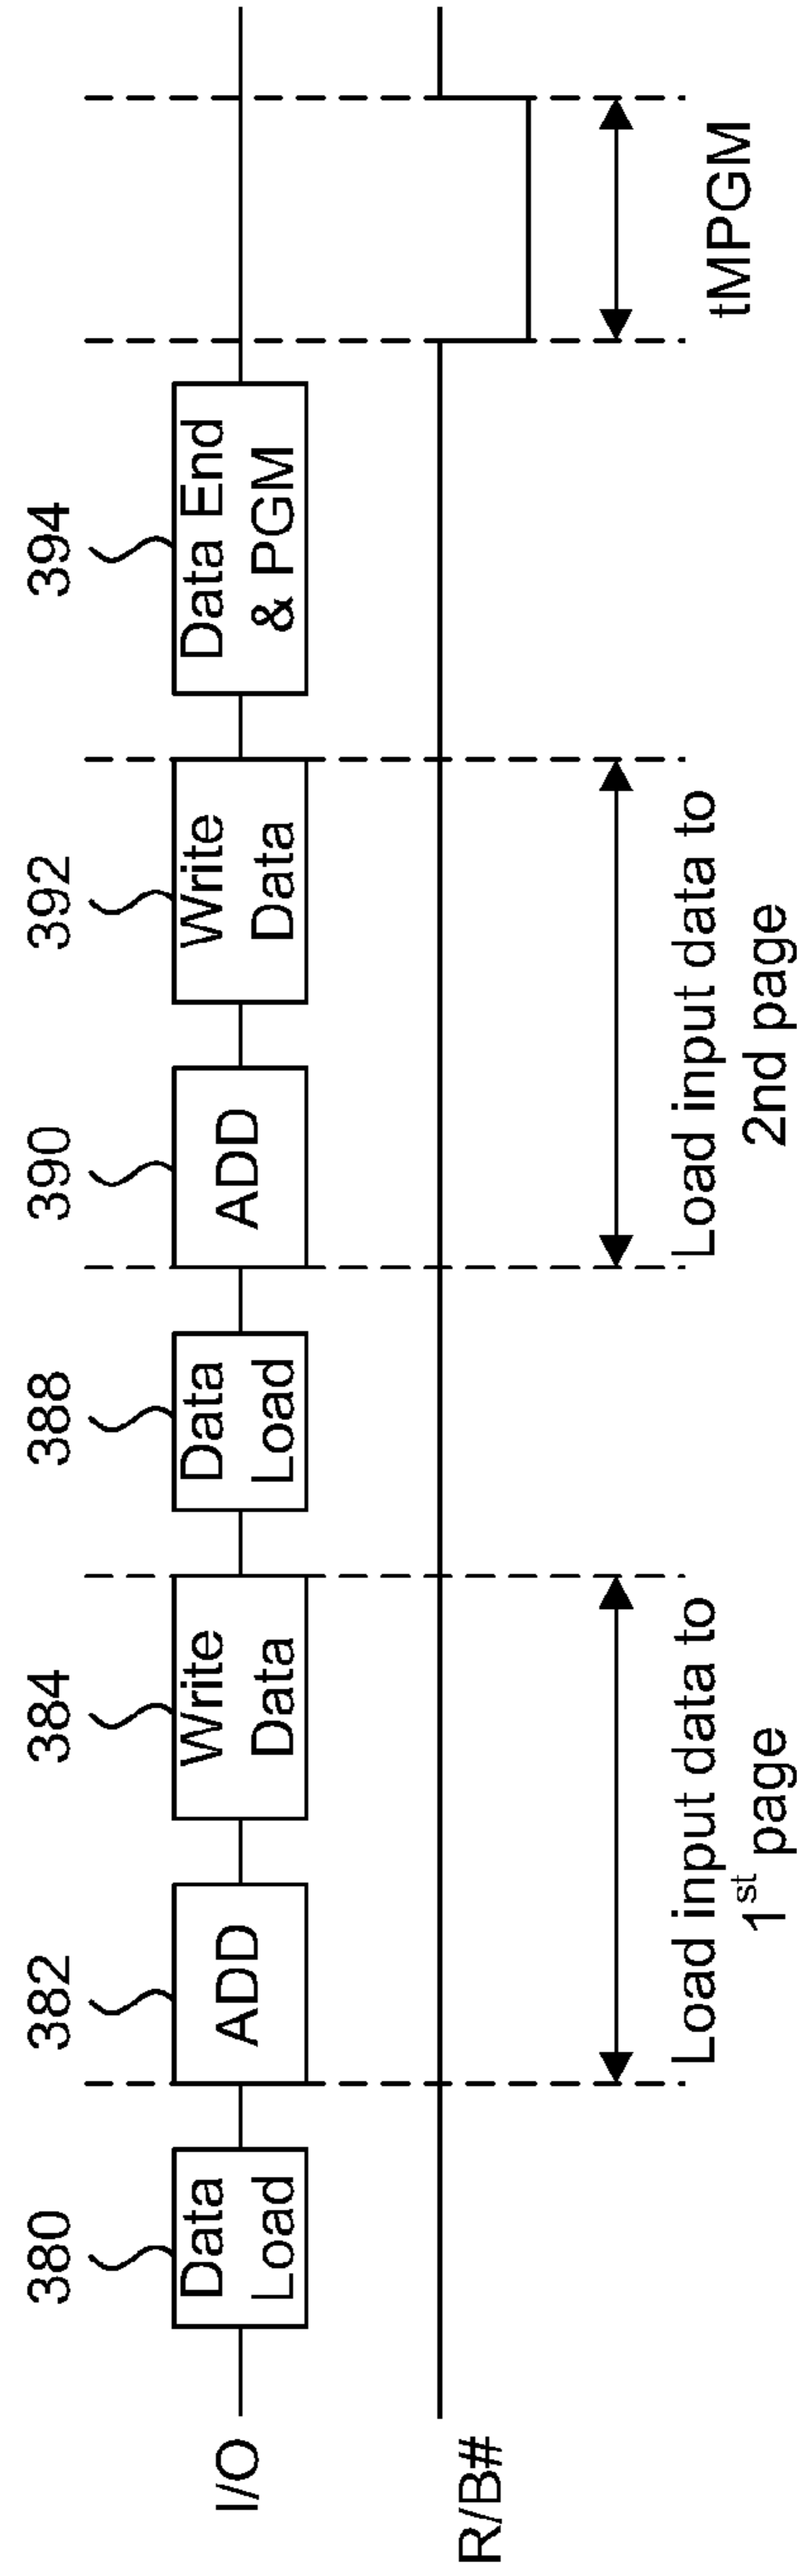 380
382
384
388
390
392
394
I/O
Data
Load
ADD
Write
Data
Data
Load
ADD
Write
Data
Data End
& PGM
R/B#
Load input data to
1st page
Load input data to
2nd page
tMPGM